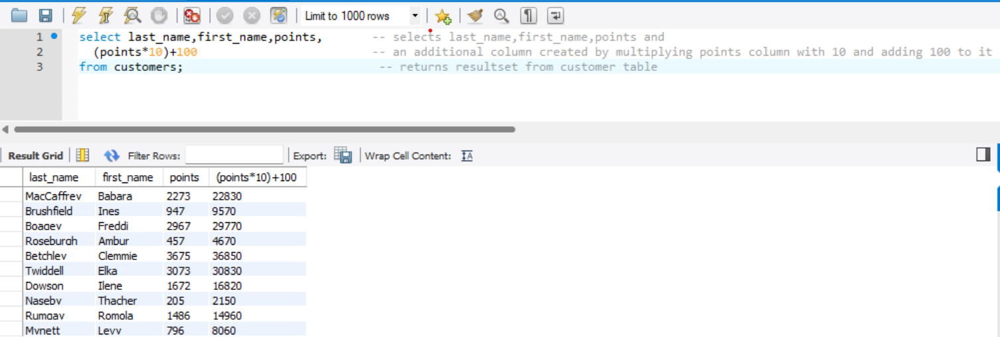 Limit to 1000 rows
1 select last_name,first_name,points, -- selects last_name,first_name,points and
2 (points*10)+100 -- an additional column created by multiplying points column with 10 and adding 100 to it
3 from customers; -- returns resultset from customer table
Result Grid Filter Rows: Export: Wrap Cell Content:
last_name first_name points (points*10)+100
MacCaffrey Babara 2273 22830
Brushfield Ines 947 9570
Boagey Freddi 2967 29770
Roseburgh Ambur 457 4670
Betchley Clemmie 3675 36850
Twiddell Elka 3073 30830
Dowson Ilene 1672 16820
Naseby Thacher 205 2150
Rumgay Romola 1486 14960
Mynett Levy 796 8060